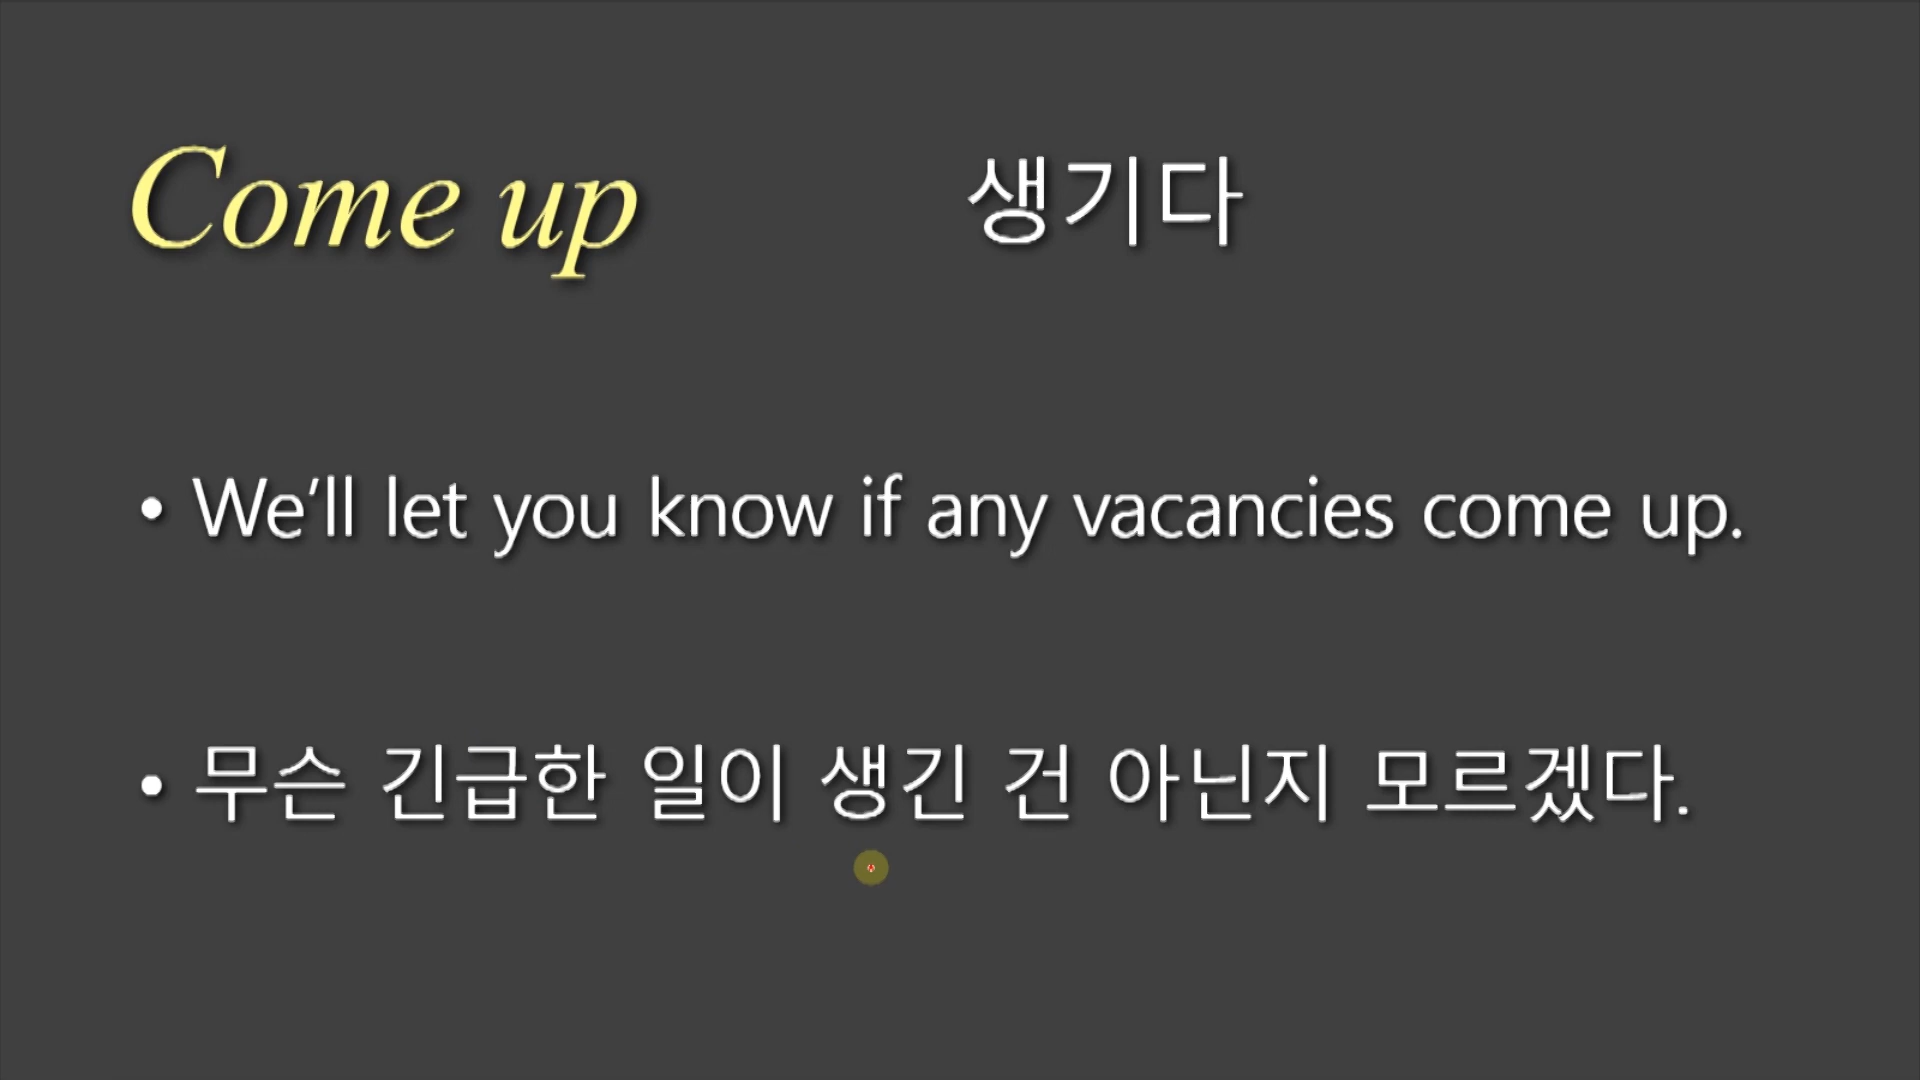 Come up 생기다
• We'll let you know if any vacancies come up.
• 무슨 긴급한 일이 생긴 건 아닌지 모르겠다.